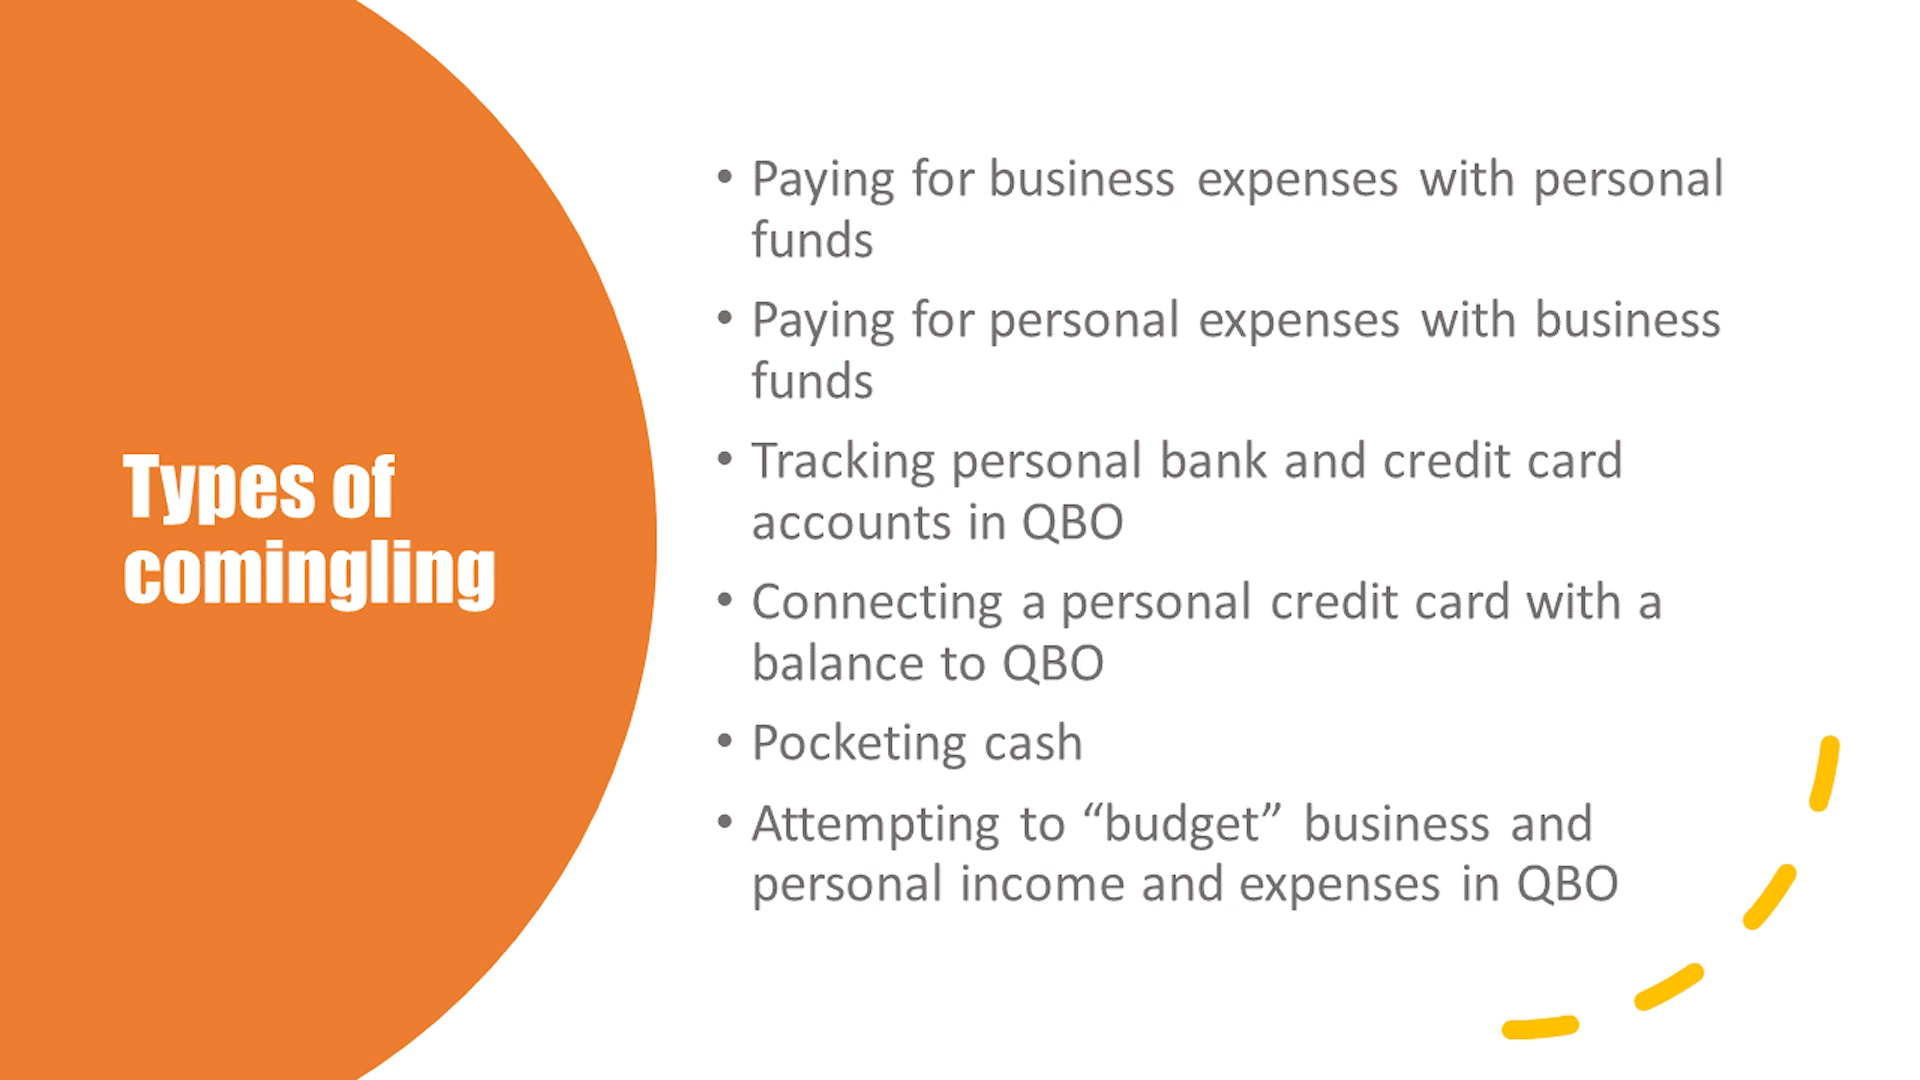 Types of
comingling
• Paying for business expenses with personal
funds
• Paying for personal expenses with business
funds
• Tracking personal bank and credit card
accounts in QBO
• Connecting a personal credit card with a
balance to QBO
• Pocketing cash
• Attempting to “budget” business and
personal income and expenses in QBO